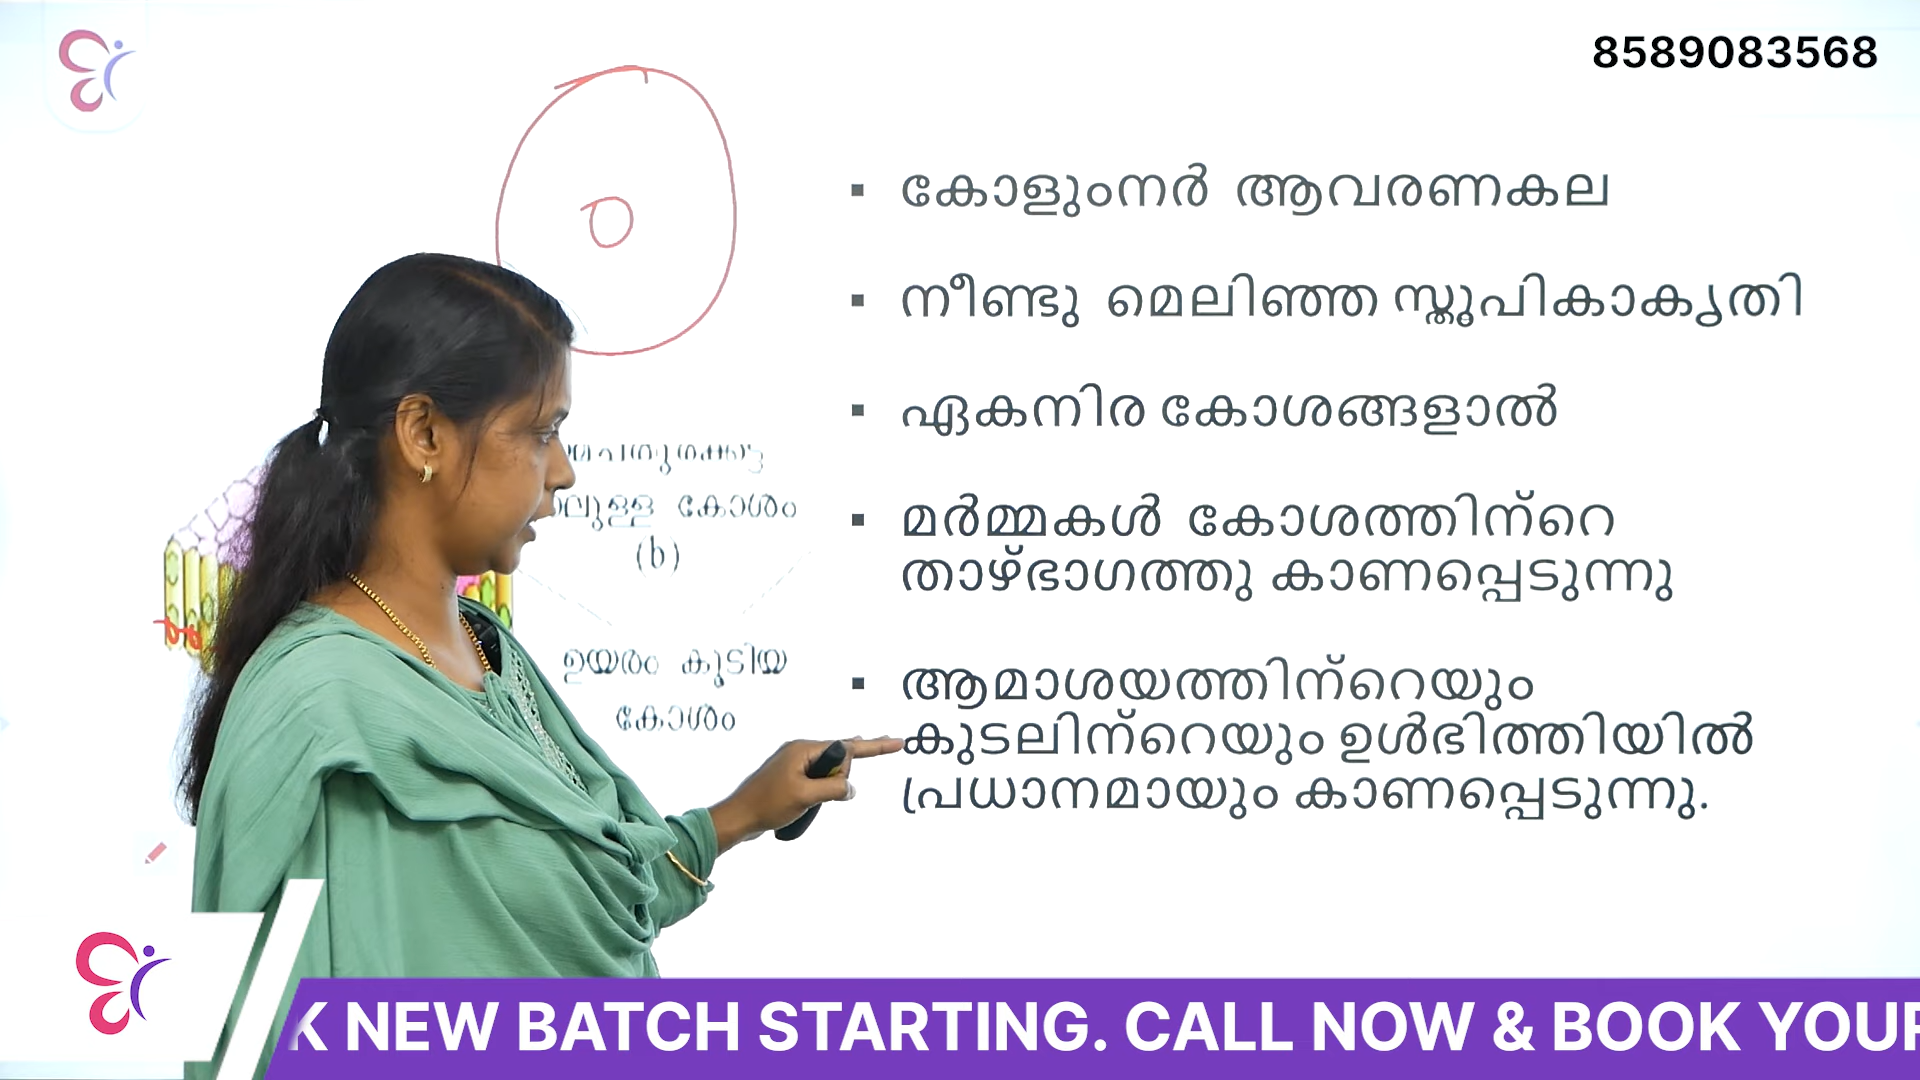 8589083568
കോളുംനർ ആവരണകല
നീണ്ടു മെലിഞ്ഞ സ്തൂപികാകൃതി
ഏകനിര കോശങ്ങളാൽ
മർമ്മകൾ കോശത്തിന്റെ
താഴ്ഭാഗത്തു കാണപ്പെടുന്നു
ആമാശയത്തിന്റെയും
കുടലിന്റെയും ഉൾഭിത്തിയിൽ
പ്രധാനമായും കാണപ്പെടുന്നു.
കോശം
(b)
ഉയരം കൂടിയ
കോശം
NEW BATCH STARTING. CALL NOW & BOOK